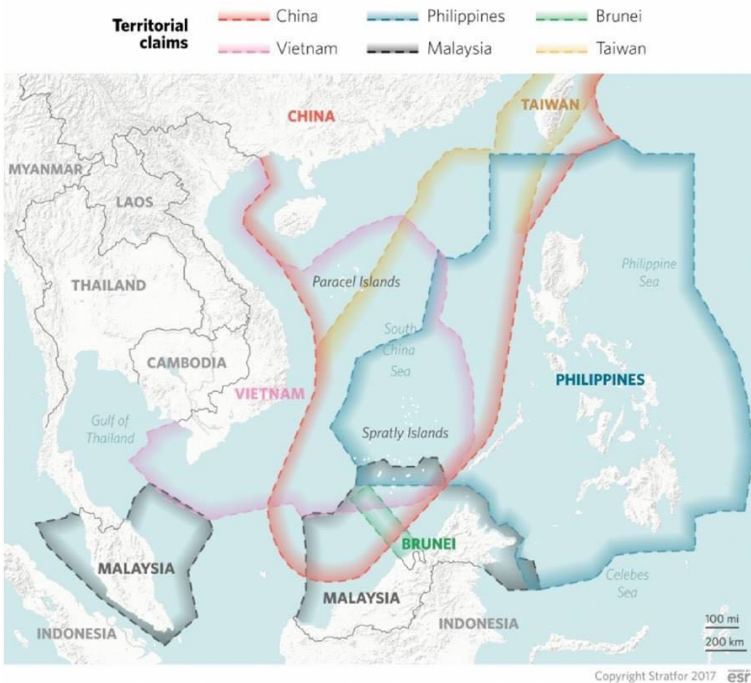 Territorial
claims
China
Philippines
Brunei
Vietnam
Malaysia
Taiwan
TAIWAN
CHINA
MYANMAR
LAOS
Philippine
Sea
Paracel Islands
THAILAND
South
China
Sea
CAMBODIA
PHILIPPINES
VIETNAM
Gulf of
Thailand
Spratly Islands
BRUNEI
MALAYSIA
Celebes
Sea
MALAYSIA
INDONESIA
INDONESIA
100 mi
200 km
Copyright Stratfor 2017
esr